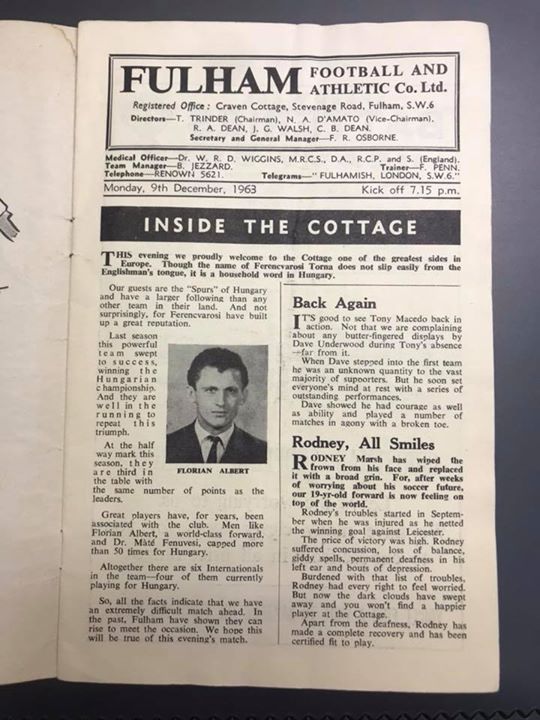 FULHAM FOOTBALL AND
ATHLETIC Co. Ltd.
Registered Office : Craven Cottage, Stevenage Road, Fulham, S.W.6
Directors—T. TRINDER (Chairman), N. A. D'AMATO (Vice-Chairman).
R. A. DEAN, J. G. WALSH, C. B. DEAN.
Secretary and General Manager—F. R. OSBORNE.
Medical Officer—Dr. W. R. D. WIGGINS, M.R.C.S., D.A., R.C.P. and S. (England).
Team Manager—B. JEZZARD. Trainer—F. PENN.
Telephone—RENOWN 5621. Telegrams—"FULHAMISH, LONDON, S.W.6."
Monday, 9th December, 1963 Kick off 7.15 p.m.
INSIDE THE COTTAGE
THIS evening we proudly welcome to the Cottage one of the greatest sides in
Europe. Though the name of Ferencvarosi Torna does not slip easily from the
Englishman's tongue, it is a household word in Hungary.
Our guests are the "Spurs" of Hungary
and have a larger following than any
other team in their land. And not
surprisingly, for Ferencvarosi have built
up a great reputation.
Last season
this powerful
team swept
to success,
winning the
Hungarian
championship.
And they are
well in the
running to
repeat this
triumph.
At the half
way mark this
season, they
are third in
the table with
the same number of points as the
leaders.
FLORIAN ALBERT
Great players have, for years, been
associated with the club. Men like
Florian Albert, a world-class forward,
and Dr. Máté Fenuvesi, capped more
than 50 times for Hungary.
Altogether there are six Internationals
in the team—four of them currently
playing for Hungary.
So, all the facts indicate that we have
an extremely difficult match ahead. In
the past, Fulham have shown they can
rise to meet the occasion. We hope this
will be true of this evening's match.
Back Again
IT'S good to see Tony Macedo back in
action. Not that we are complaining
about any butter-fingered displays by
Dave Underwood during Tony's absence
—far from it.
When Dave stepped into the first team
he was an unknown quantity to the vast
majority of supporters. But he soon set
everyone's mind at rest with a series of
outstanding performances.
Dave showed he had courage as well
as ability and played a number of
matches in agony with a broken toe.
Rodney, All Smiles
RODNEY Marsh has wiped the
frown from his face and replaced
it with a broad grin. For, after weeks
of worrying about his soccer future,
our 19-yr-old forward is now feeling on
top of the world.
Rodney's troubles started in Septem-
ber when he was injured as he netted
the winning goal against Leicester.
The price of victory was high. Rodney
suffered concussion, loss of balance,
giddy spells, permanent deafness in his
left ear and bouts of depression.
Burdened with that list of troubles,
Rodney had every right to feel worried.
But now the dark clouds have swept
away and you won't find a happier
player at the Cottage.
Apart from the deafness, Rodney has
made a complete recovery and has been
certified fit to play.